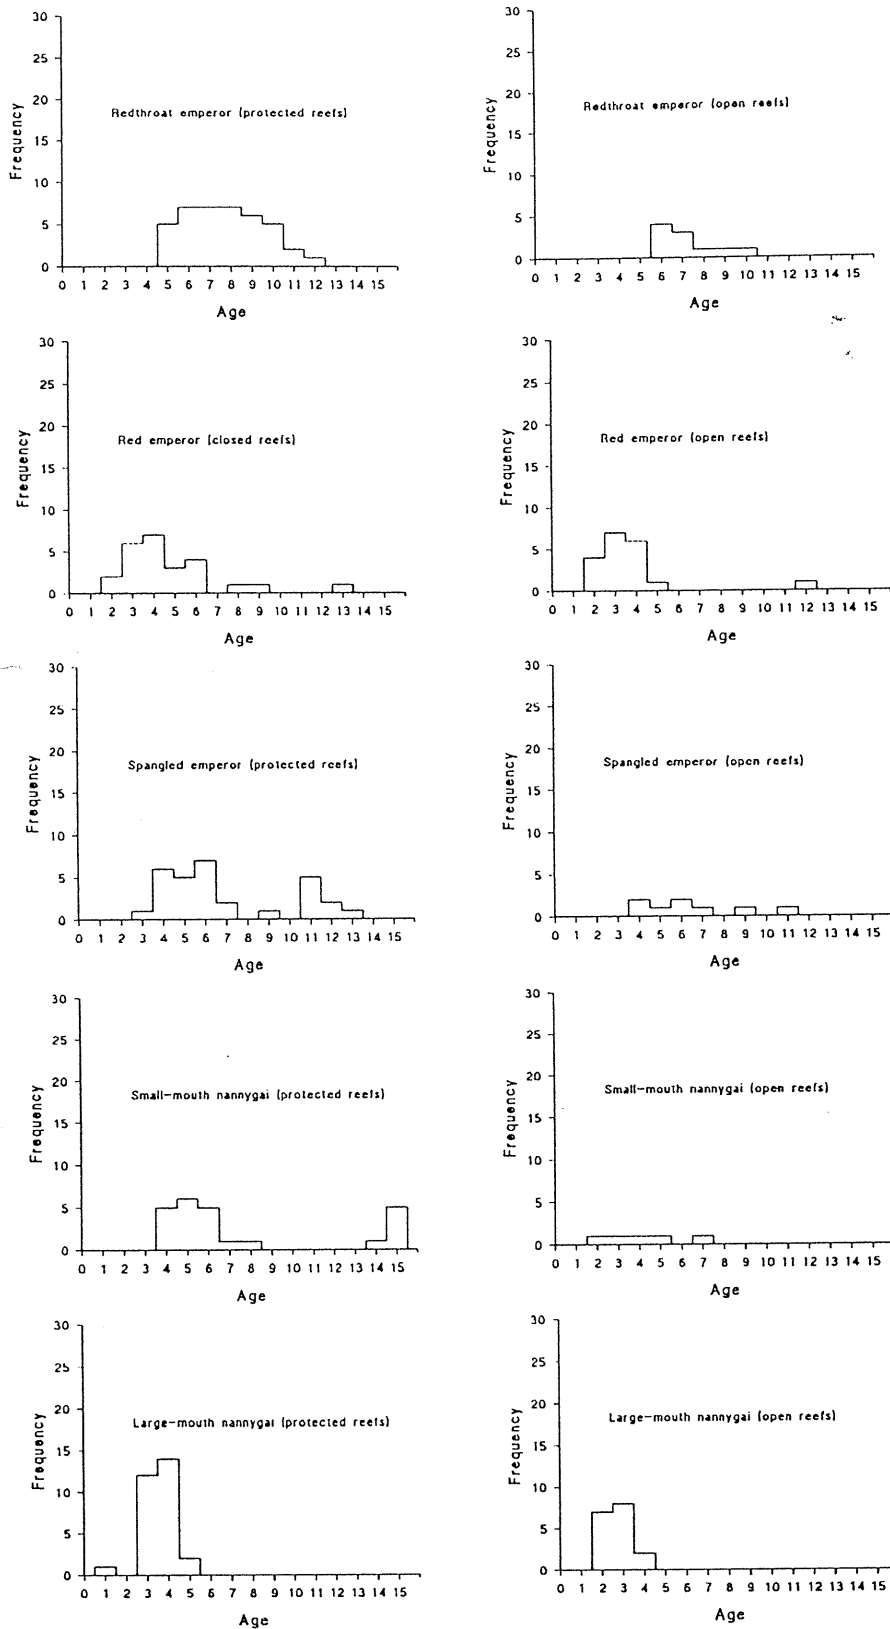 30
25
20
15
10
5
0
Frequency
Redthroat emperor (protected reefs)
0 1 2 3 4 5 6 7 8 9 10 11 12 13 14 15
Age
30
25
20
15
10
5
0
Frequency
Redthroat emperor (open reefs)
0 1 2 3 4 5 6 7 8 9 10 11 12 13 14 15
Age
30
25
20
15
10
5
0
Frequency
Red emperor (closed reefs)
0 1 2 3 4 5 6 7 8 9 10 11 12 13 14 15
Age
30
25
20
15
10
5
0
Frequency
Red emperor (open reefs)
0 1 2 3 4 5 6 7 8 9 10 11 12 13 14 15
Age
30
25
20
15
10
5
0
Frequency
Spangled emperor (protected reefs)
0 1 2 3 4 5 6 7 8 9 10 11 12 13 14 15
Age
30
25
20
15
10
5
0
Frequency
Spangled emperor (open reefs)
0 1 2 3 4 5 6 7 8 9 10 11 12 13 14 15
Age
30
25
20
15
10
5
0
Frequency
Small-mouth nannygai (protected reefs)
0 1 2 3 4 5 6 7 8 9 10 11 12 13 14 15
Age
30
25
20
15
10
5
0
Frequency
Small-mouth nannygai (open reefs)
0 1 2 3 4 5 6 7 8 9 10 11 12 13 14 15
Age
30
25
20
15
10
5
0
Frequency
Large-mouth nannygai (protected reefs)
0 1 2 3 4 5 6 7 8 9 10 11 12 13 14 15
Age
30
25
20
15
10
5
0
Frequency
Large-mouth nannygai (open reefs)
0 1 2 3 4 5 6 7 8 9 10 11 12 13 14 15
Age